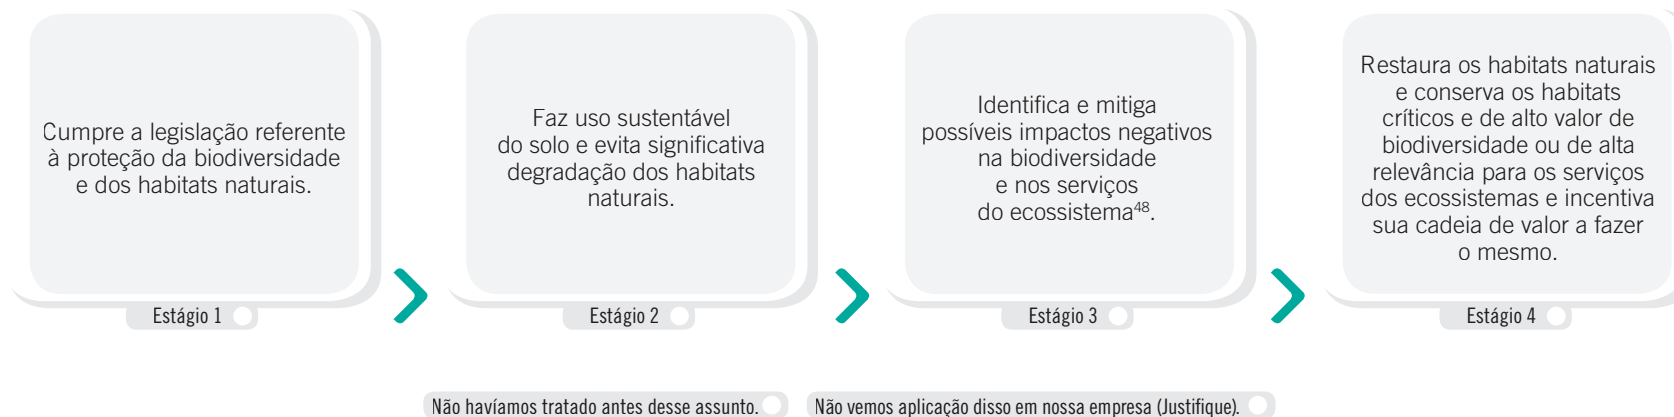 Cumpre a legislação referente
à proteção da biodiversidade
e dos habitats naturais.
Estágio 1
Faz uso sustentável
do solo e evita significativa
degradação dos habitats
naturais.
Estágio 2
Identifica e mitiga
possíveis impactos negativos
na biodiversidade
e nos serviços
do ecossistema48.
Estágio 3
Restaura os habitats naturais
e conserva os habitats
críticos e de alto valor de
biodiversidade ou de alta
relevância para os serviços
dos ecossistemas e incentiva
sua cadeia de valor a fazer
o mesmo.
Estágio 4
Não havíamos tratado antes desse assunto.
Não vemos aplicação disso em nossa empresa (Justifique).